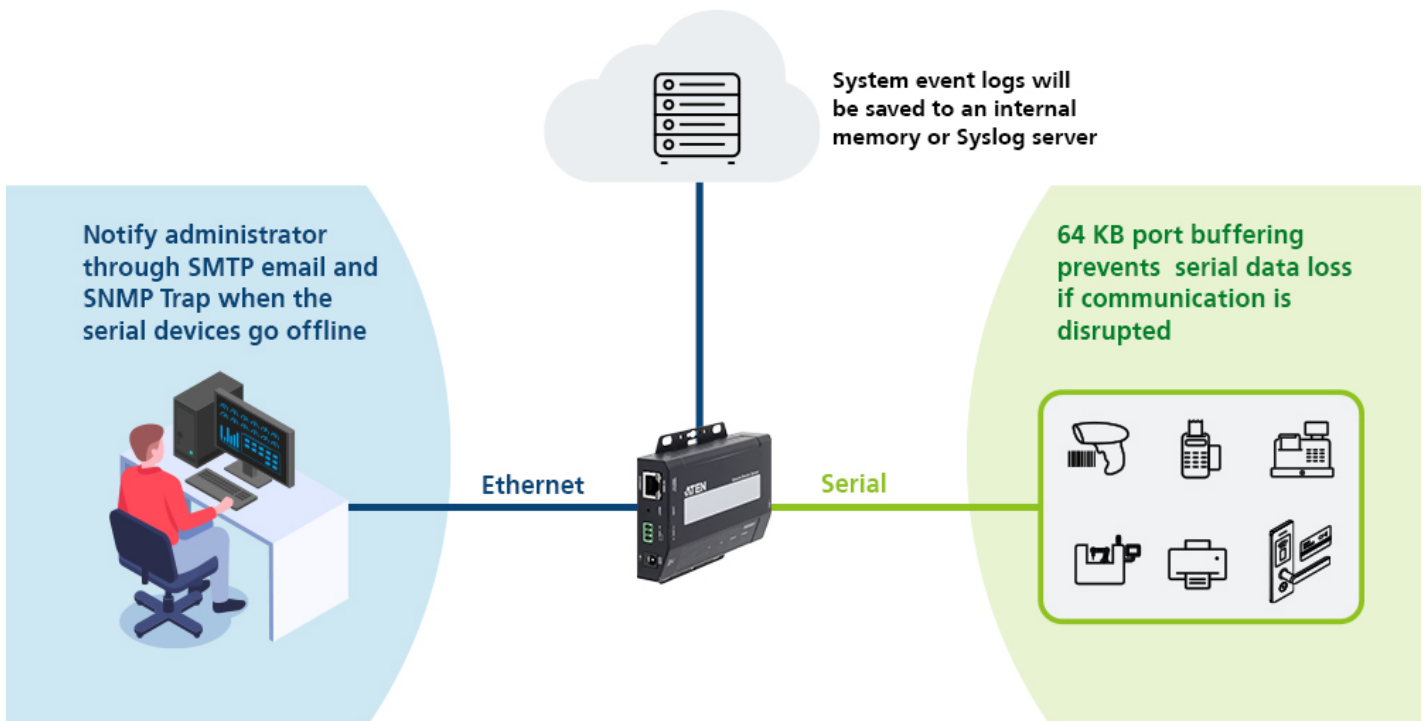 System event logs will
be saved to an internal
memory or Syslog server
Notify administrator
through SMTP email and
SNMP Trap when the
serial devices go offline
64 KB port buffering
prevents serial data loss
if communication is
disrupted
Ethernet
ATEN
Serial